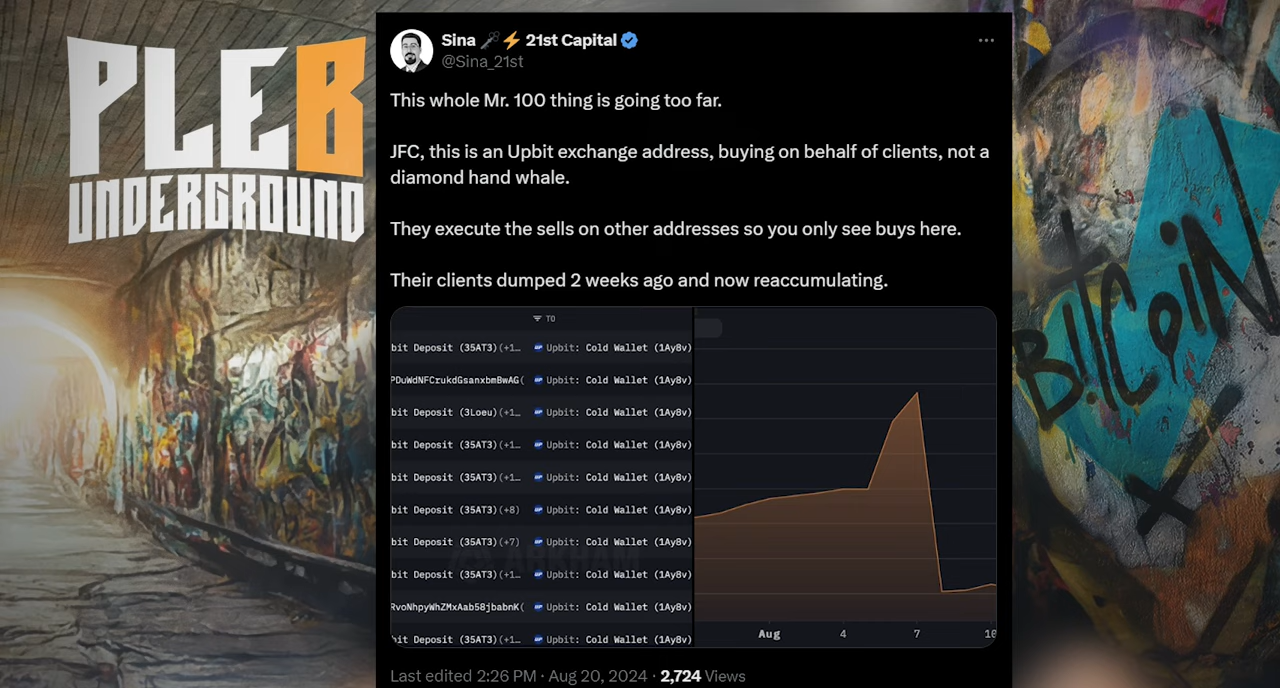 PLEB
UNDERGROUND
Sina 21st Capital
@Sina_21st
This whole Mr. 100 thing is going too far.
JFC, this is an Upbit exchange address, buying on behalf of clients, not a
diamond hand whale.
They execute the sells on other addresses so you only see buys here.
Their clients dumped 2 weeks ago and now reaccumulating.
TO
bit Deposit (35AT3)(+1… Upbit: Cold Wallet (1Ay8v)
PDuWdNFCzukdGsanxbmBwAG( Upbit: Cold Wallet (1Ay8v)
bit Deposit (3Loeu)(+1… Upbit: Cold Wallet (1Ay8v)
bit Deposit (35AT3)(+1… Upbit: Cold Wallet (1Ay8v)
bit Deposit (35AT3)(+1… Upbit: Cold Wallet (1Ay8v)
bit Deposit (35AT3)(+8) Upbit: Cold Wallet (1Ay8v)
bit Deposit (35AT3)(+7) Upbit: Cold Wallet (1Ay8v)
ARKHAM
bit Deposit (35AT3)(+1… Upbit: Cold Wallet (1Ay8v)
RvoNhpyWhZMxAab58jbabnK( Upbit: Cold Wallet (1Ay8v)
bit Deposit (35AT3)(+1… Upbit: Cold Wallet (1Ay8v)
Aug 4 7 10
Last edited 2:26 PM · Aug 20, 2024 · 2,724 Views
BITCOIN